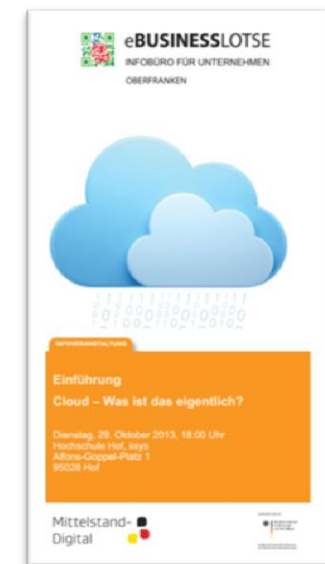 eBUSINESSLOTSE
INFOBÜRO FÜR UNTERNEHMEN
OBERFRANKEN
INFOVERANSTALTUNG
Einführung
Cloud – Was ist das eigentlich?
Dienstag, 29. Oktober 2013, 18:00 Uhr
Hochschule Hof, iisys
Alfons-Goppel-Platz 1
95028 Hof
Mittelstand-
Digital